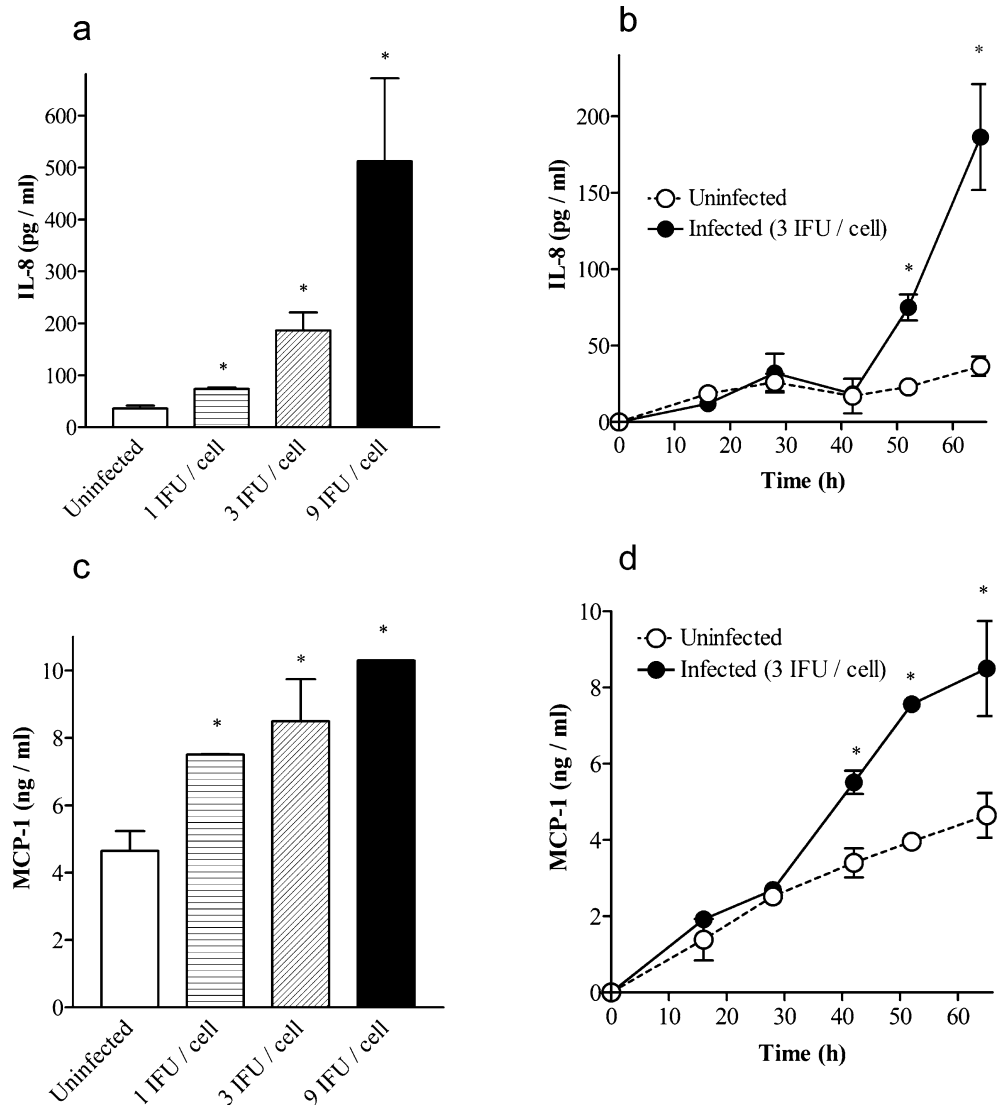 a
*
*
*
IL-8 (pg / ml)
600
500
400
300
200
100
0
Uninfected
1 IFU / cell
3 IFU / cell
9 IFU / cell
b
*
*
Uninfected
Infected (3 IFU / cell)
IL-8 (pg / ml)
200
150
100
50
0
0 10 20 30 40 50 60
Time (h)
c
*
*
*
MCP-1 (ng / ml)
10
8
6
4
2
0
Uninfected
1 IFU / cell
3 IFU / cell
9 IFU / cell
d
*
*
*
Uninfected
Infected (3 IFU / cell)
MCP-1 (ng / ml)
10
8
6
4
2
0
0 10 20 30 40 50 60
Time (h)